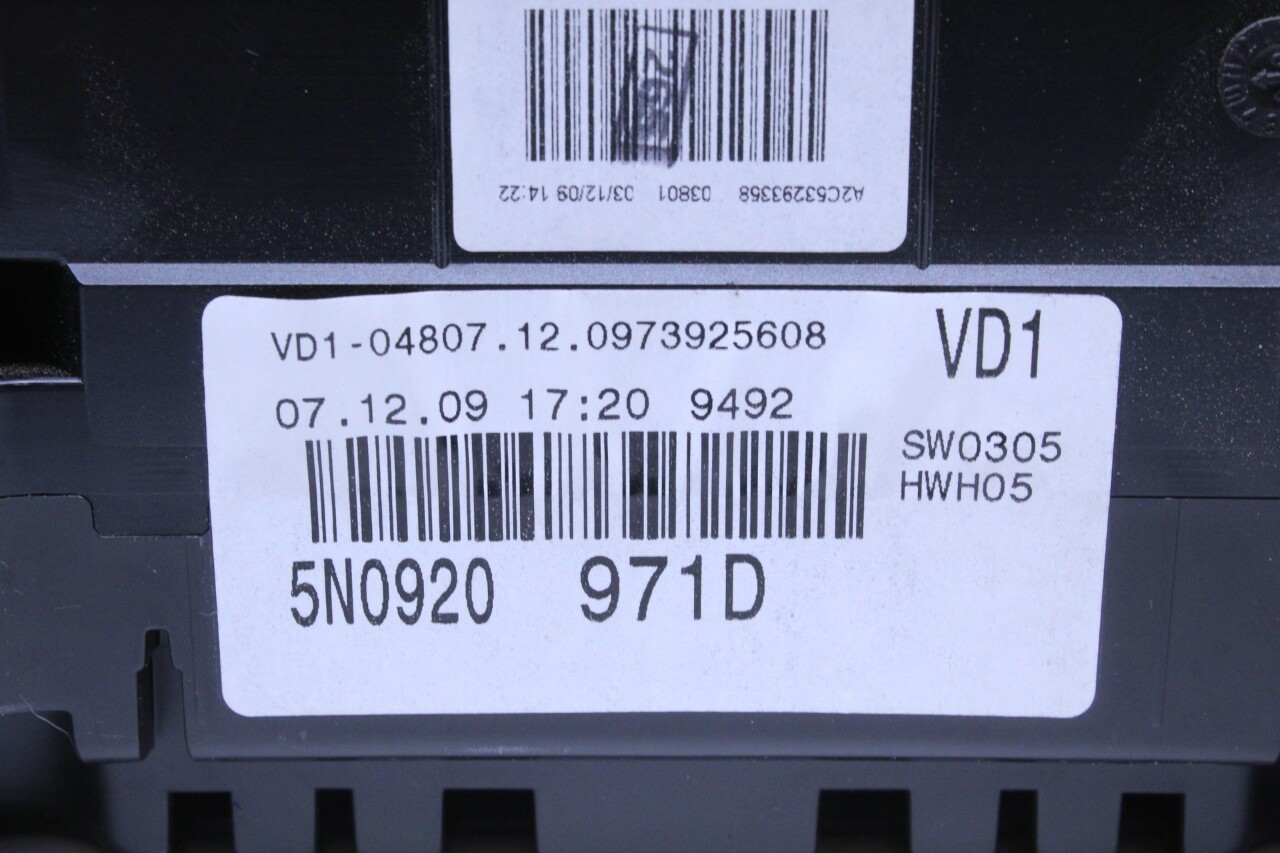 A2C53293358 03801 03/12/09 14:22
VD1-04807.12.0973925608
VD1
07.12.09 17:20 9492
SW0305
HWH05
5N0920 971D